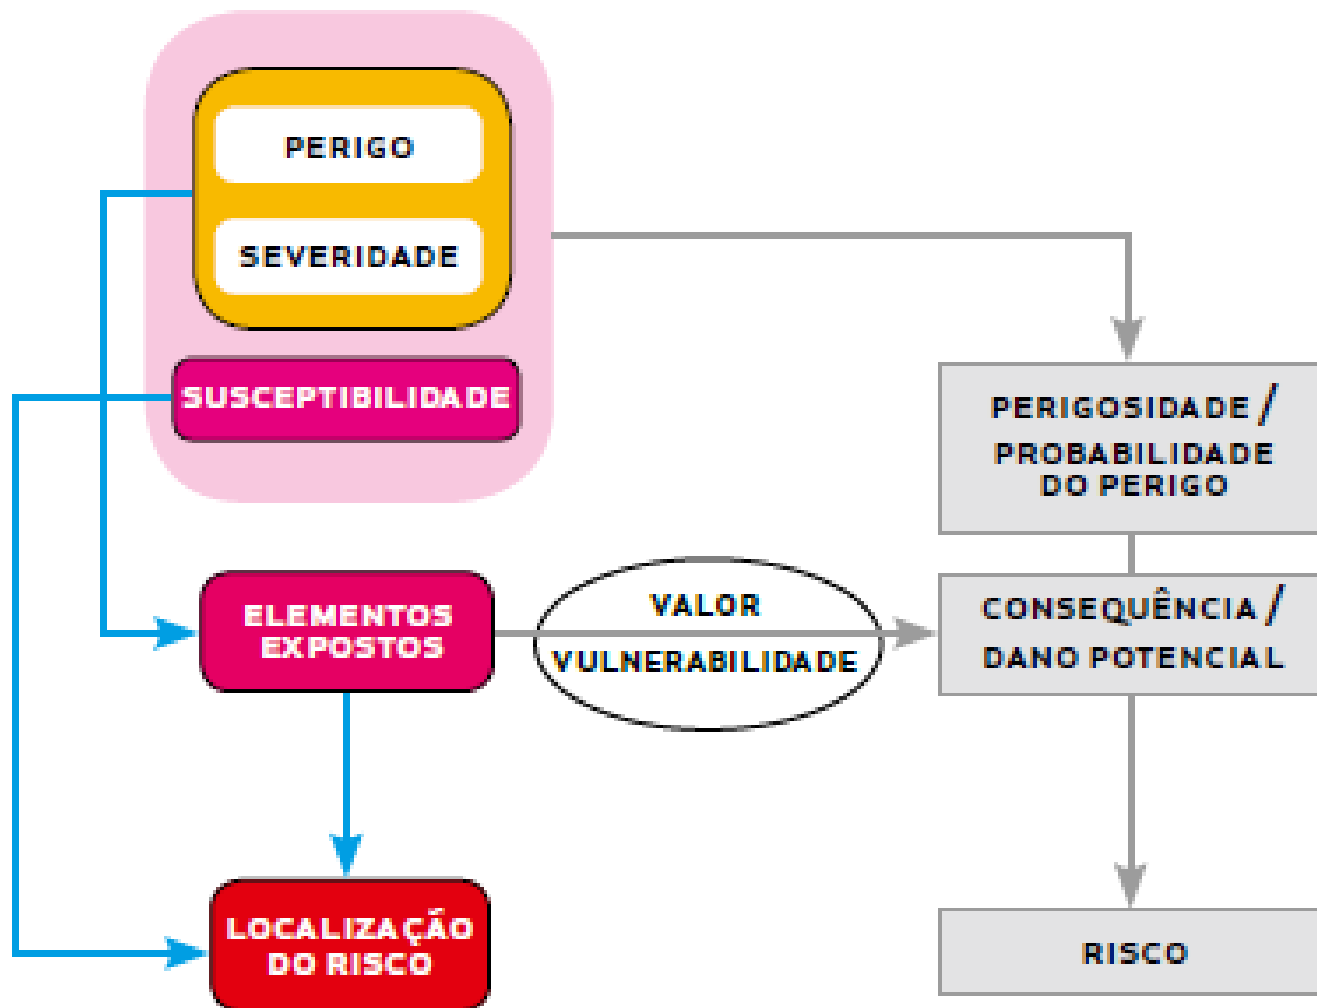 PERIGO
SEVERIDADE
SUSCEPTIBILIDADE
PERIGOSIDADE /
PROBABILIDADE
DO PERIGO
ELEMENTOS
EXPOSTOS
VALOR
VULNERABILIDADE
CONSEQUÊNCIA /
DANO POTENCIAL
LOCALIZAÇÃO
DO RISCO
RISCO